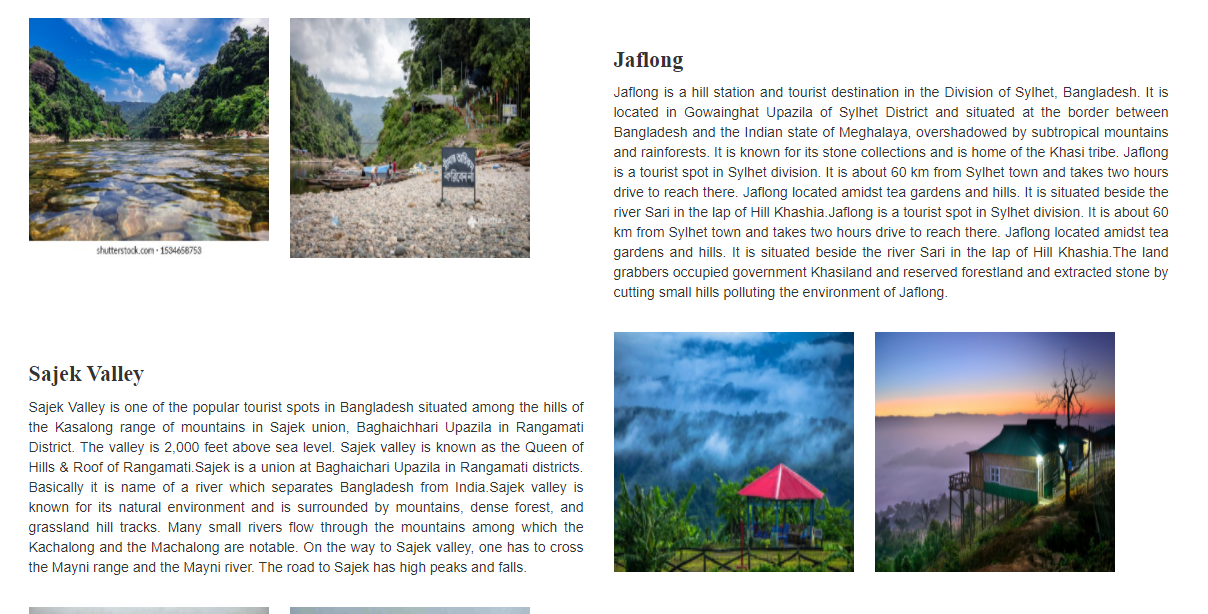 shutterstock.com · 1534658753
Jaflong
Jaflong is a hill station and tourist destination in the Division of Sylhet, Bangladesh. It is
located in Gowainghat Upazila of Sylhet District and situated at the border between
Bangladesh and the Indian state of Meghalaya, overshadowed by subtropical mountains
and rainforests. It is known for its stone collections and is home of the Khasi tribe. Jaflong
is a tourist spot in Sylhet division. It is about 60 km from Sylhet town and takes two hours
drive to reach there. Jaflong located amidst tea gardens and hills. It is situated beside the
river Sari in the lap of Hill Khashia.Jaflong is a tourist spot in Sylhet division. It is about 60
km from Sylhet town and takes two hours drive to reach there. Jaflong located amidst tea
gardens and hills. It is situated beside the river Sari in the lap of Hill Khashia.The land
grabbers occupied government Khasiland and reserved forestland and extracted stone by
cutting small hills polluting the environment of Jaflong.
Sajek Valley
Sajek Valley is one of the popular tourist spots in Bangladesh situated among the hills of
the Kasalong range of mountains in Sajek union, Baghaichhari Upazila in Rangamati
District. The valley is 2,000 feet above sea level. Sajek valley is known as the Queen of
Hills & Roof of Rangamati.Sajek is a union at Baghaichari Upazila in Rangamati districts.
Basically it is name of a river which separates Bangladesh from India.Sajek valley is
known for its natural environment and is surrounded by mountains, dense forest, and
grassland hill tracks. Many small rivers flow through the mountains among which the
Kachalong and the Machalong are notable. On the way to Sajek valley, one has to cross
the Mayni range and the Mayni river. The road to Sajek has high peaks and falls.